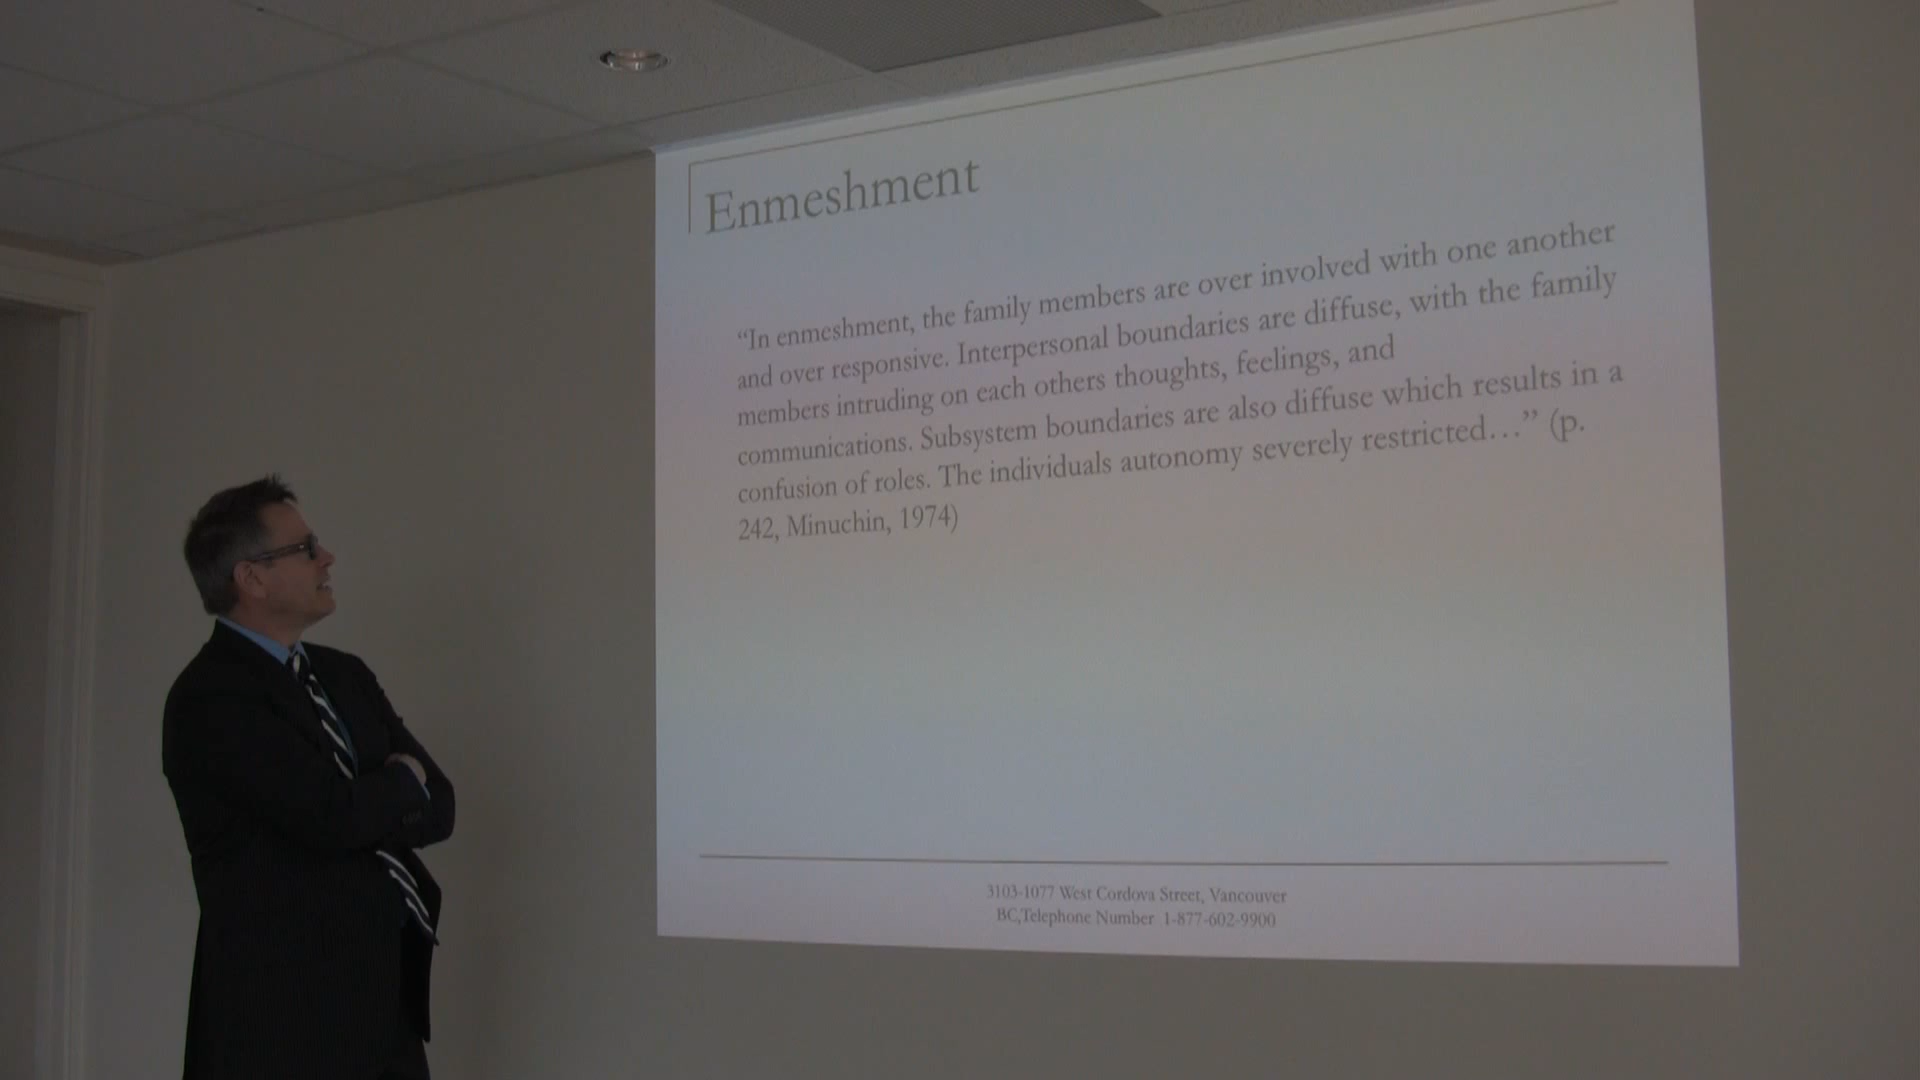 Enmeshment
“In enmeshment, the family members are over involved with one another
and over responsive. Interpersonal boundaries are diffuse, with the family
members intruding on each others thoughts, feelings, and
communications. Subsystem boundaries are also diffuse which results in a
confusion of roles. The individuals autonomy severely restricted…” (p.
242, Minuchin, 1974)
3103-1077 West Cordova Street, Vancouver
BC,Telephone Number 1-877-602-9900